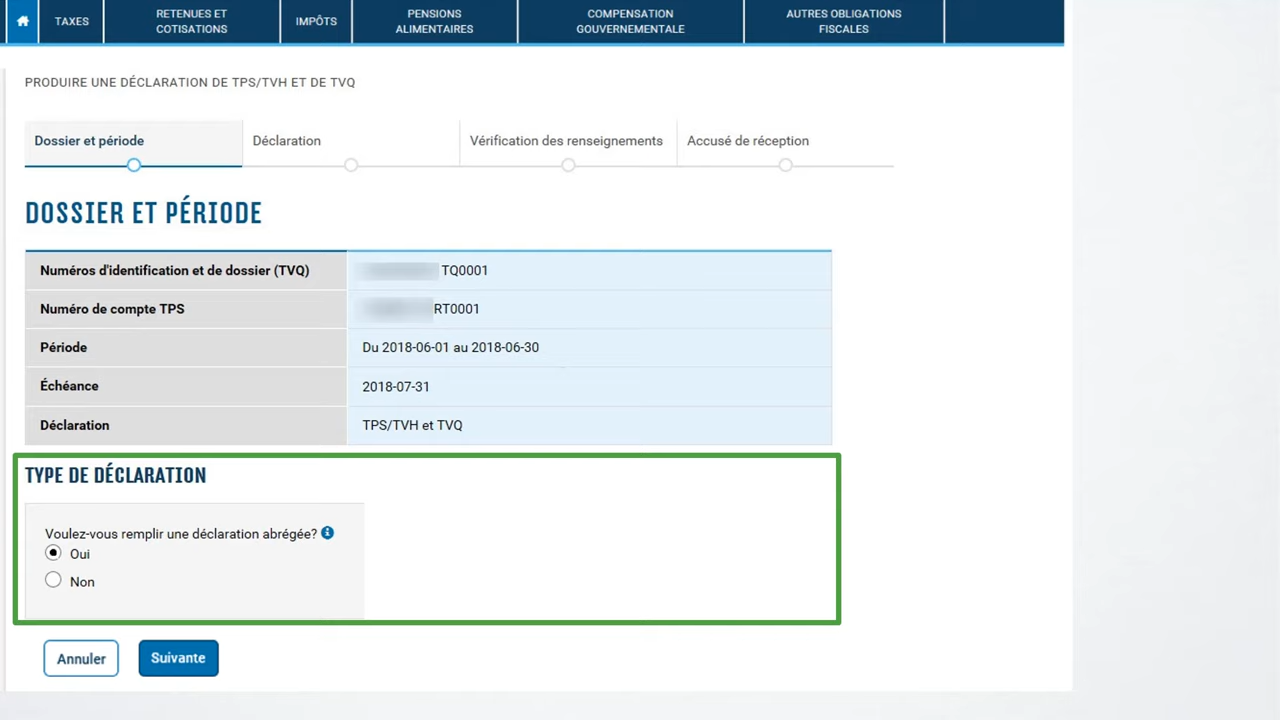 TAXES
RETENUES ET
COTISATIONS
IMPÔTS
PENSIONS
ALIMENTAIRES
COMPENSATION
GOUVERNEMENTALE
AUTRES OBLIGATIONS
FISCALES
PRODUIRE UNE DÉCLARATION DE TPS/TVH ET DE TVQ
Dossier et période
Déclaration
Vérification des renseignements
Accusé de réception
DOSSIER ET PÉRIODE
Numéros d'identification et de dossier (TVQ) TQ0001
Numéro de compte TPS RT0001
Période Du 2018-06-01 au 2018-06-30
Échéance 2018-07-31
Déclaration TPS/TVH et TVQ
TYPE DE DÉCLARATION
Voulez-vous remplir une déclaration abrégée?
Oui
Non
Annuler
Suivante